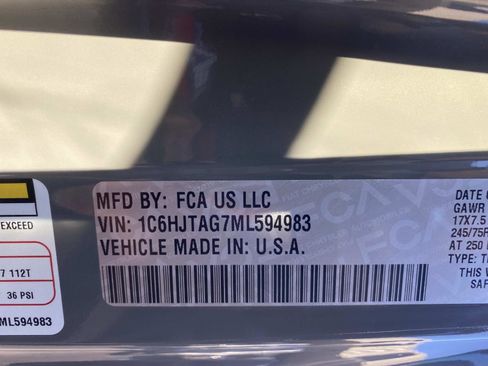 EXCEED
7 112T
36 PSI
ML594983
MFD BY: FCA US LLC
VIN: 1C6HJTAG7ML594983
VEHICLE MADE IN: U.S.A.
DATE O
GAWR
17X7.5
245/75R
AT 250
TYPE: T
THIS V
SAF